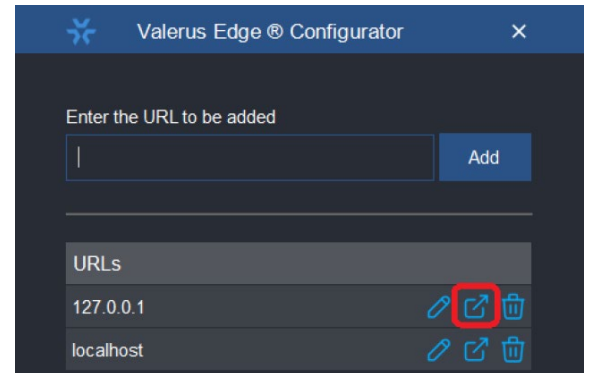 Valerus Edge ® Configurator
Enter the URL to be added
Add
URLs
127.0.0.1
localhost